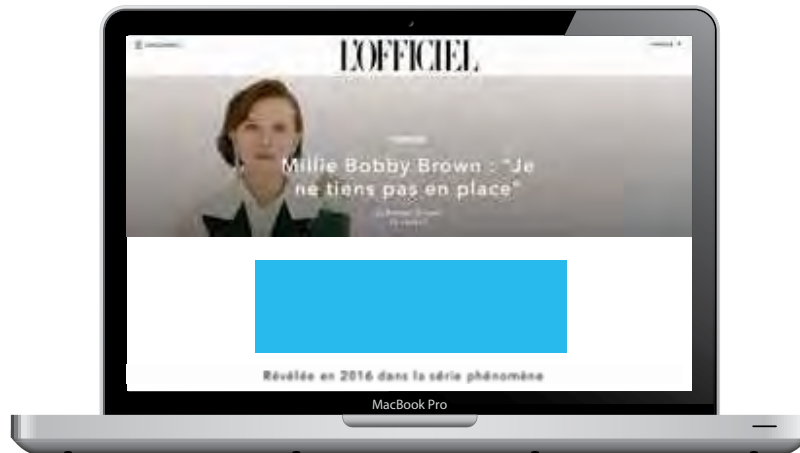 L'OFFICIEL
Millie Bobby Brown : "Je
ne tiens pas en place"
Révélée en 2016 dans la série phénomène
MacBook Pro